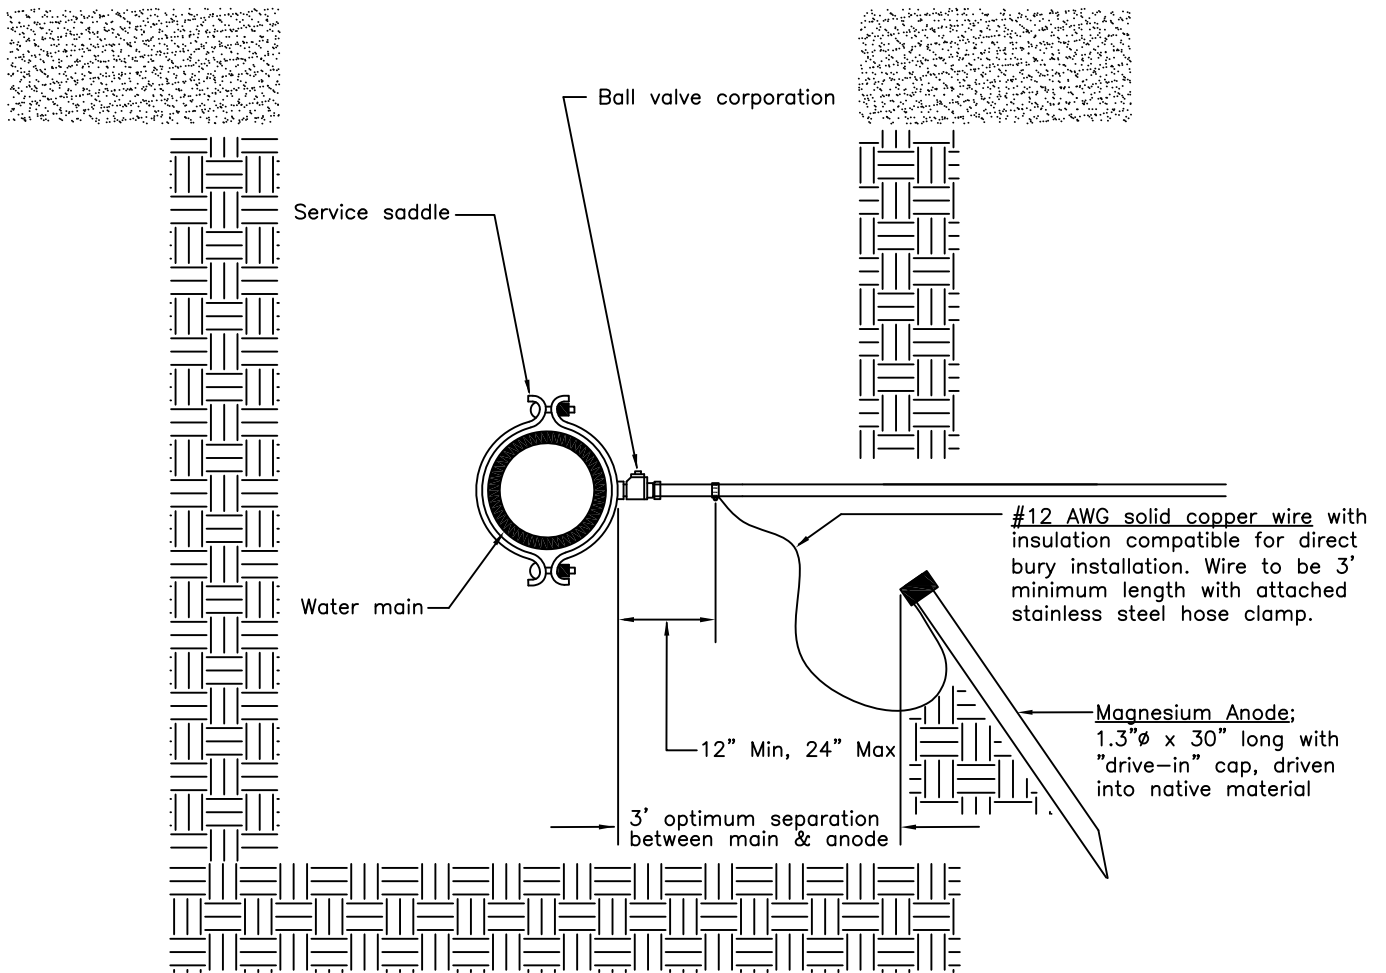 Ball valve corporation
Service saddle
#12 AWG solid copper wire with
insulation compatible for direct
bury installation. Wire to be 3'
minimum length with attached
stainless steel hose clamp.
Water main
Magnesium Anode;
1.3"ø x 30" long with
"drive-in" cap, driven
into native material
12" Min, 24" Max
3' optimum separation
between main & anode